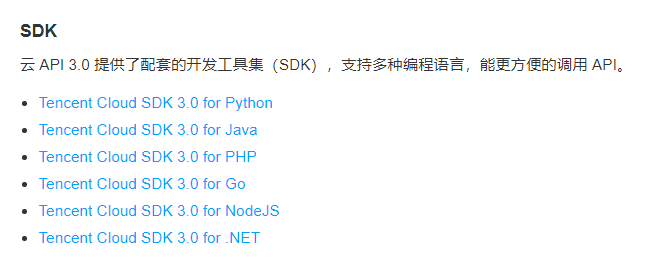 SDK
云 API 3.0 提供了配套的开发工具集（SDK），支持多种编程语言，能更方便的调用 API。
Tencent Cloud SDK 3.0 for Python
Tencent Cloud SDK 3.0 for Java
Tencent Cloud SDK 3.0 for PHP
Tencent Cloud SDK 3.0 for Go
Tencent Cloud SDK 3.0 for NodeJS
Tencent Cloud SDK 3.0 for .NET